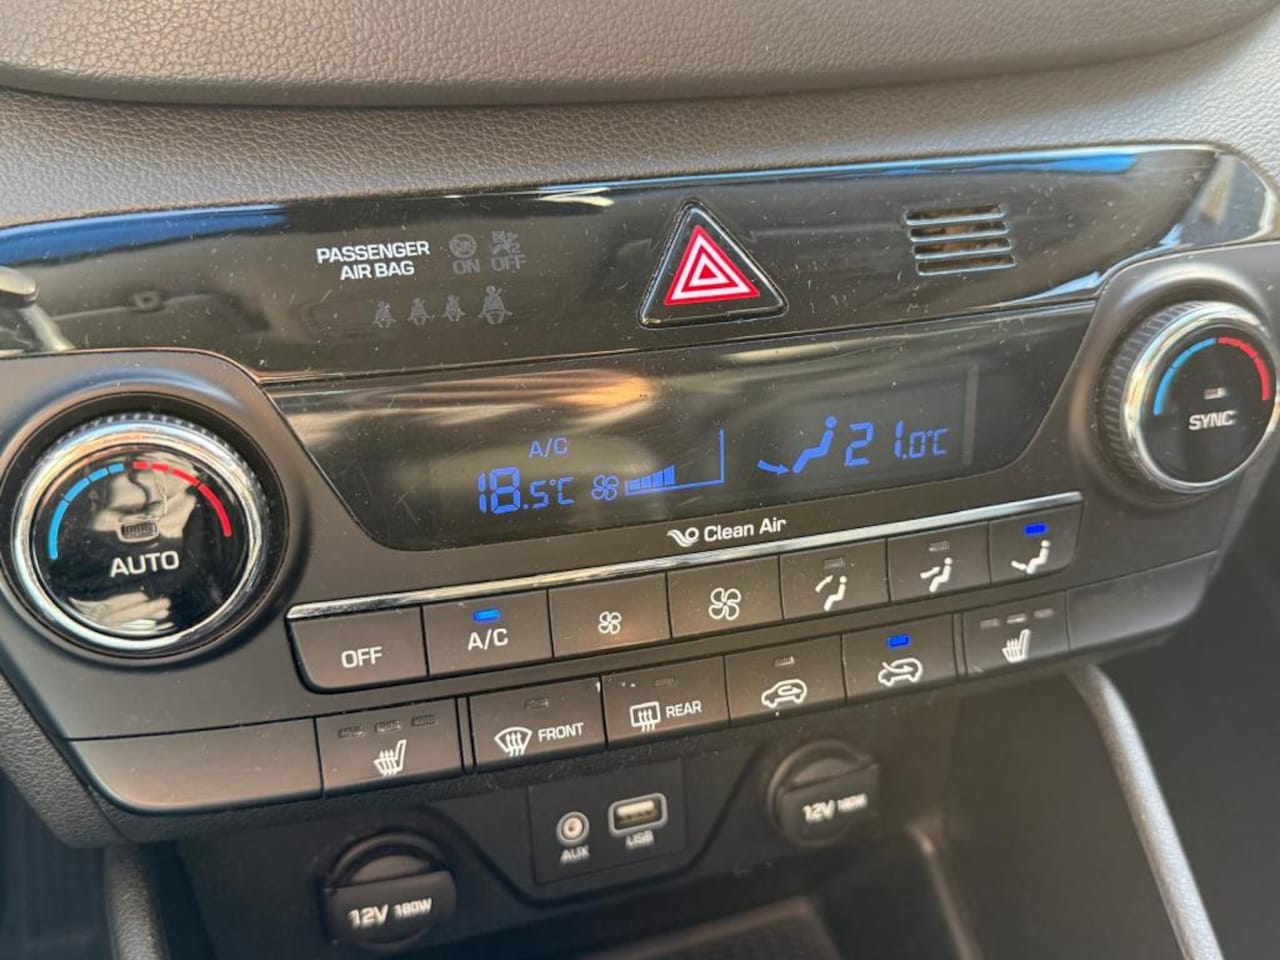 PASSENGER
AIR BAG
ON OFF
A/C
18.5°C
21.0°C
Clean Air
AUTO
SYNC
OFF
A/C
FRONT
REAR
AUX
USB
12V 180W
12V 180W